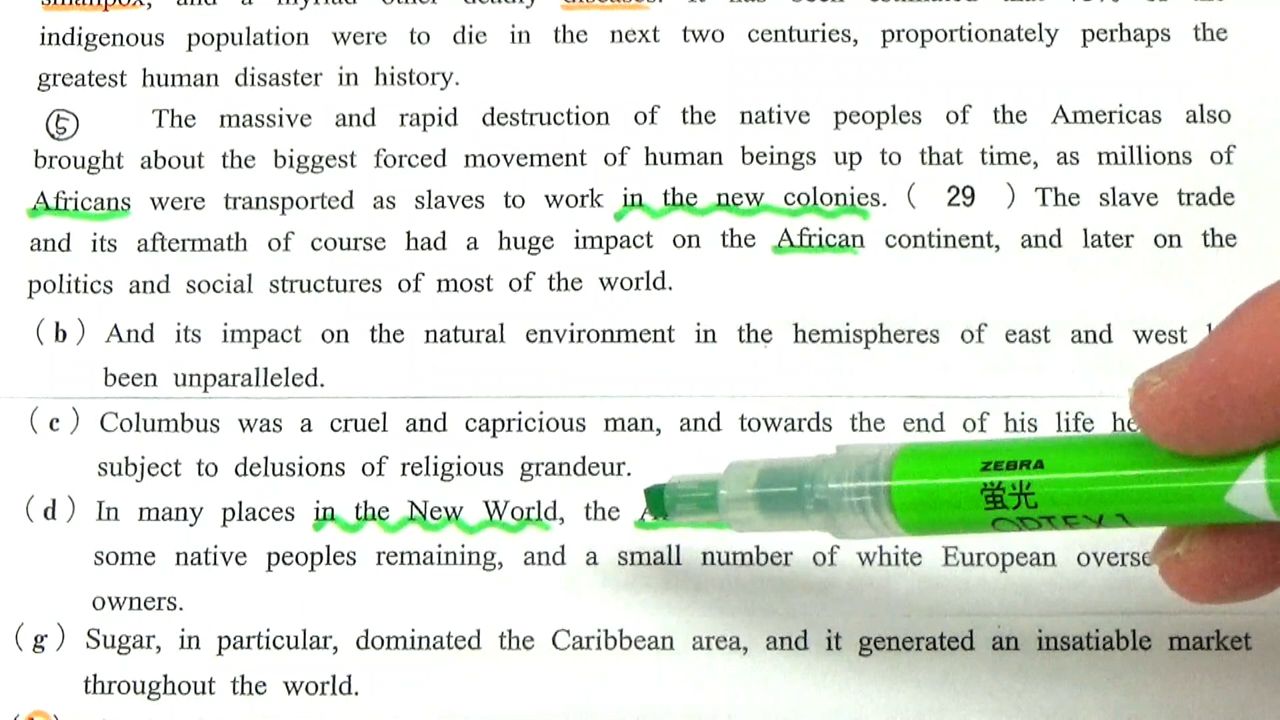 indigenous population were to die in the next two centuries, proportionately perhaps the
greatest human disaster in history.
⑤ The massive and rapid destruction of the native peoples of the Americas also
brought about the biggest forced movement of human beings up to that time, as millions of
Africans were transported as slaves to work in the new colonies. ( 29 ) The slave trade
and its aftermath of course had a huge impact on the African continent, and later on the
politics and social structures of most of the world.
(b) And its impact on the natural environment in the hemispheres of east and west
been unparalleled.
(c) Columbus was a cruel and capricious man, and towards the end of his life he
subject to delusions of religious grandeur.
(d) In many places in the New World, the
some native peoples remaining, and a small number of white European
owners.
(g) Sugar, in particular, dominated the Caribbean area, and it generated an insatiable market
throughout the world.
ZEBRA
蛍光
OPTEX 1